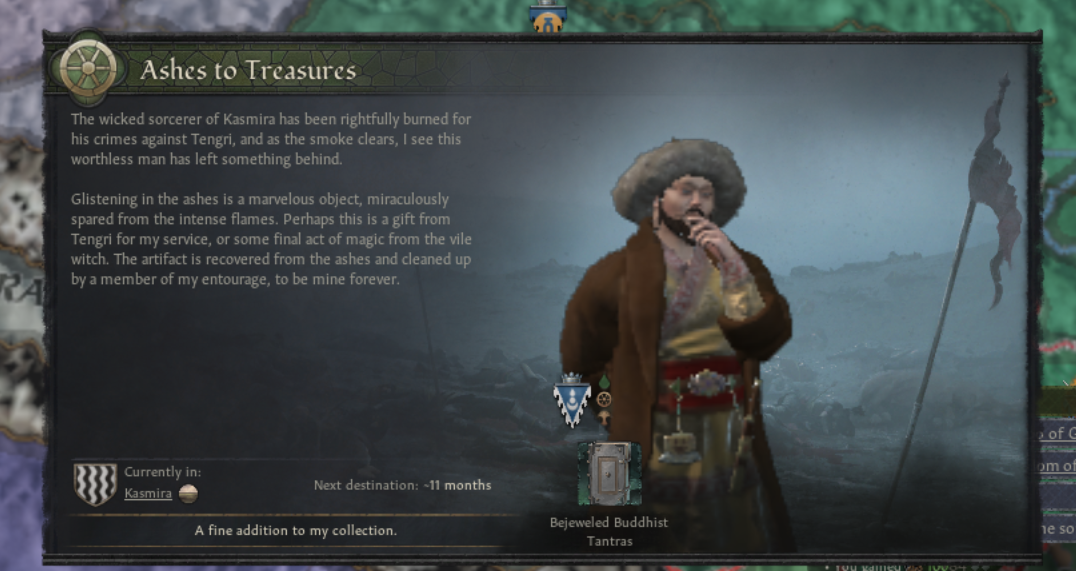 Ashes to Treasures
The wicked sorcerer of Kasmira has been rightfully burned for
his crimes against Tengri, and as the smoke clears, I see this
worthless man has left something behind.
Glistening in the ashes is a marvelous object, miraculously
spared from the intense flames. Perhaps this is a gift from
Tengri for my service, or some final act of magic from the vile
witch. The artifact is recovered from the ashes and cleaned up
by a member of my entourage, to be mine forever.
Currently in:
Kasmira
Next destination: ~11 months
A fine addition to my collection.
Bejeweled Buddhist
Tantras
You gained